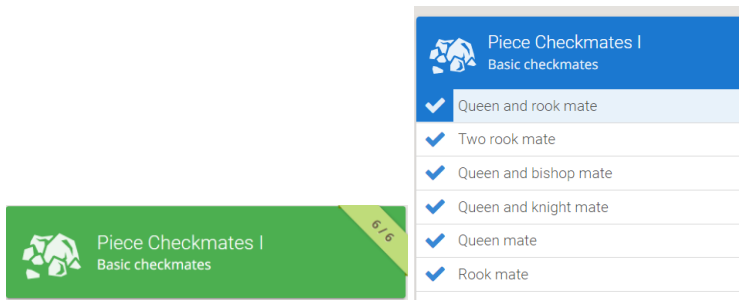 Piece Checkmates I
Basic checkmates
6/6
Piece Checkmates I
Basic checkmates
Queen and rook mate
Two rook mate
Queen and bishop mate
Queen and knight mate
Queen mate
Rook mate